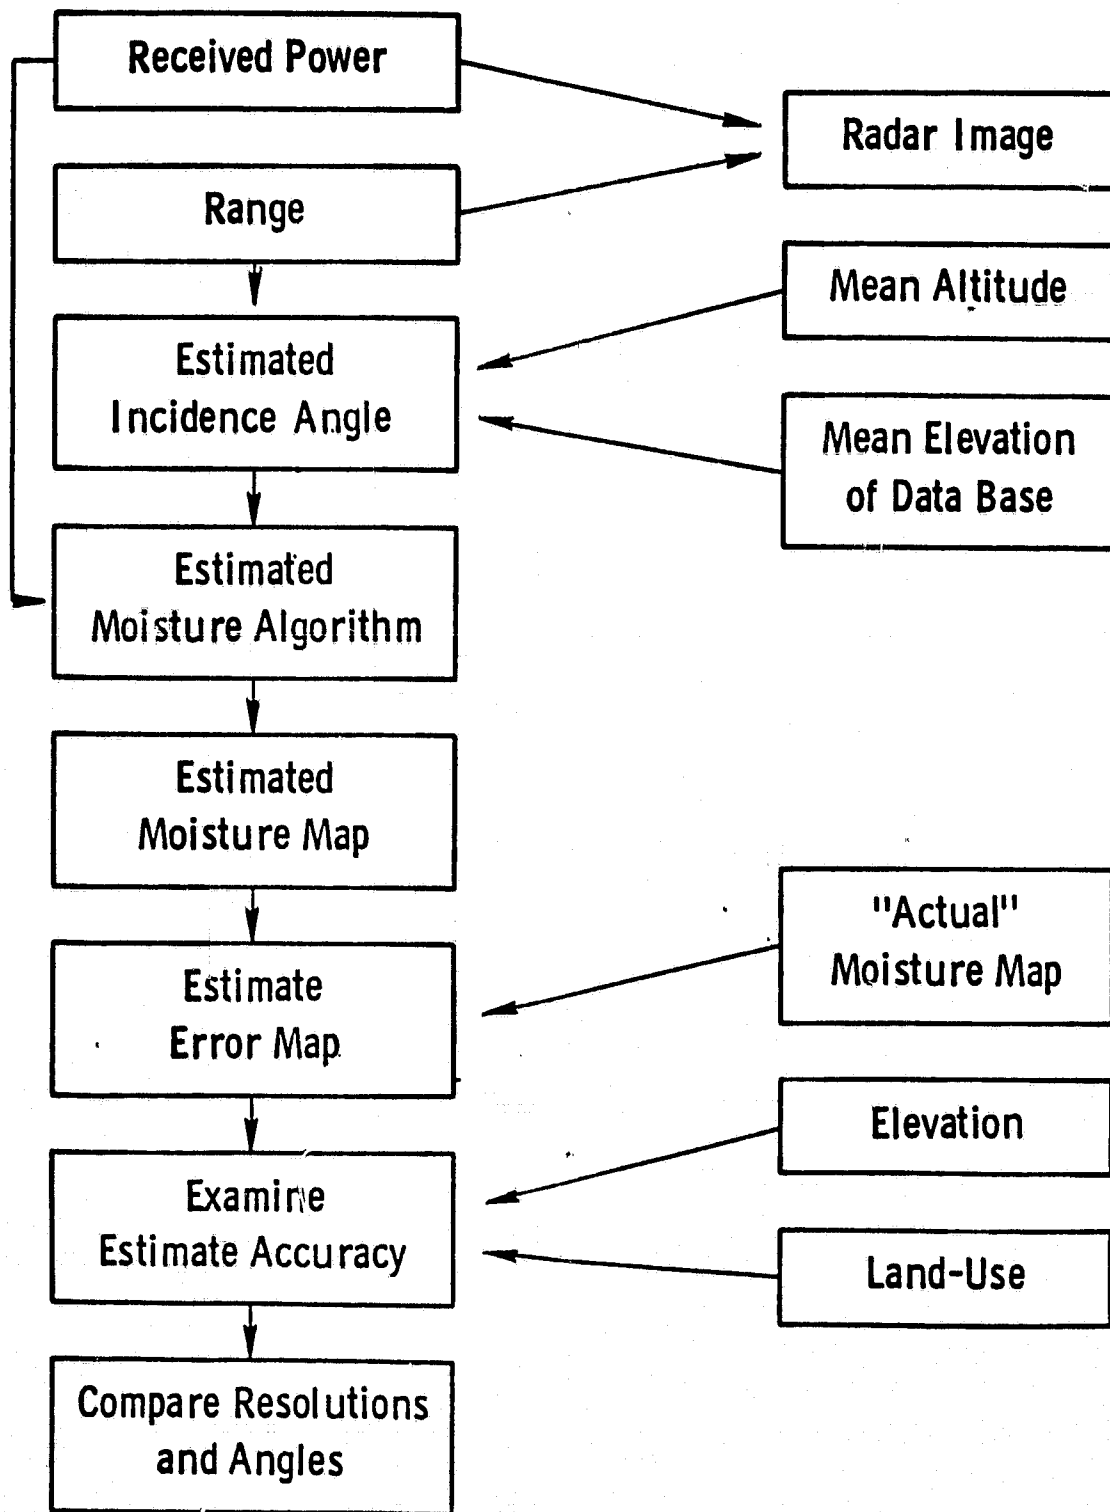 Received Power
Radar Image
Range
Mean Altitude
Estimated
Incidence Angle
Mean Elevation
of Data Base
Estimated
Moisture Algorithm
Estimated
Moisture Map
"Actual"
Moisture Map
Estimate
Error Map
Elevation
Examine
Estimate Accuracy
Land-Use
Compare Resolutions
and Angles